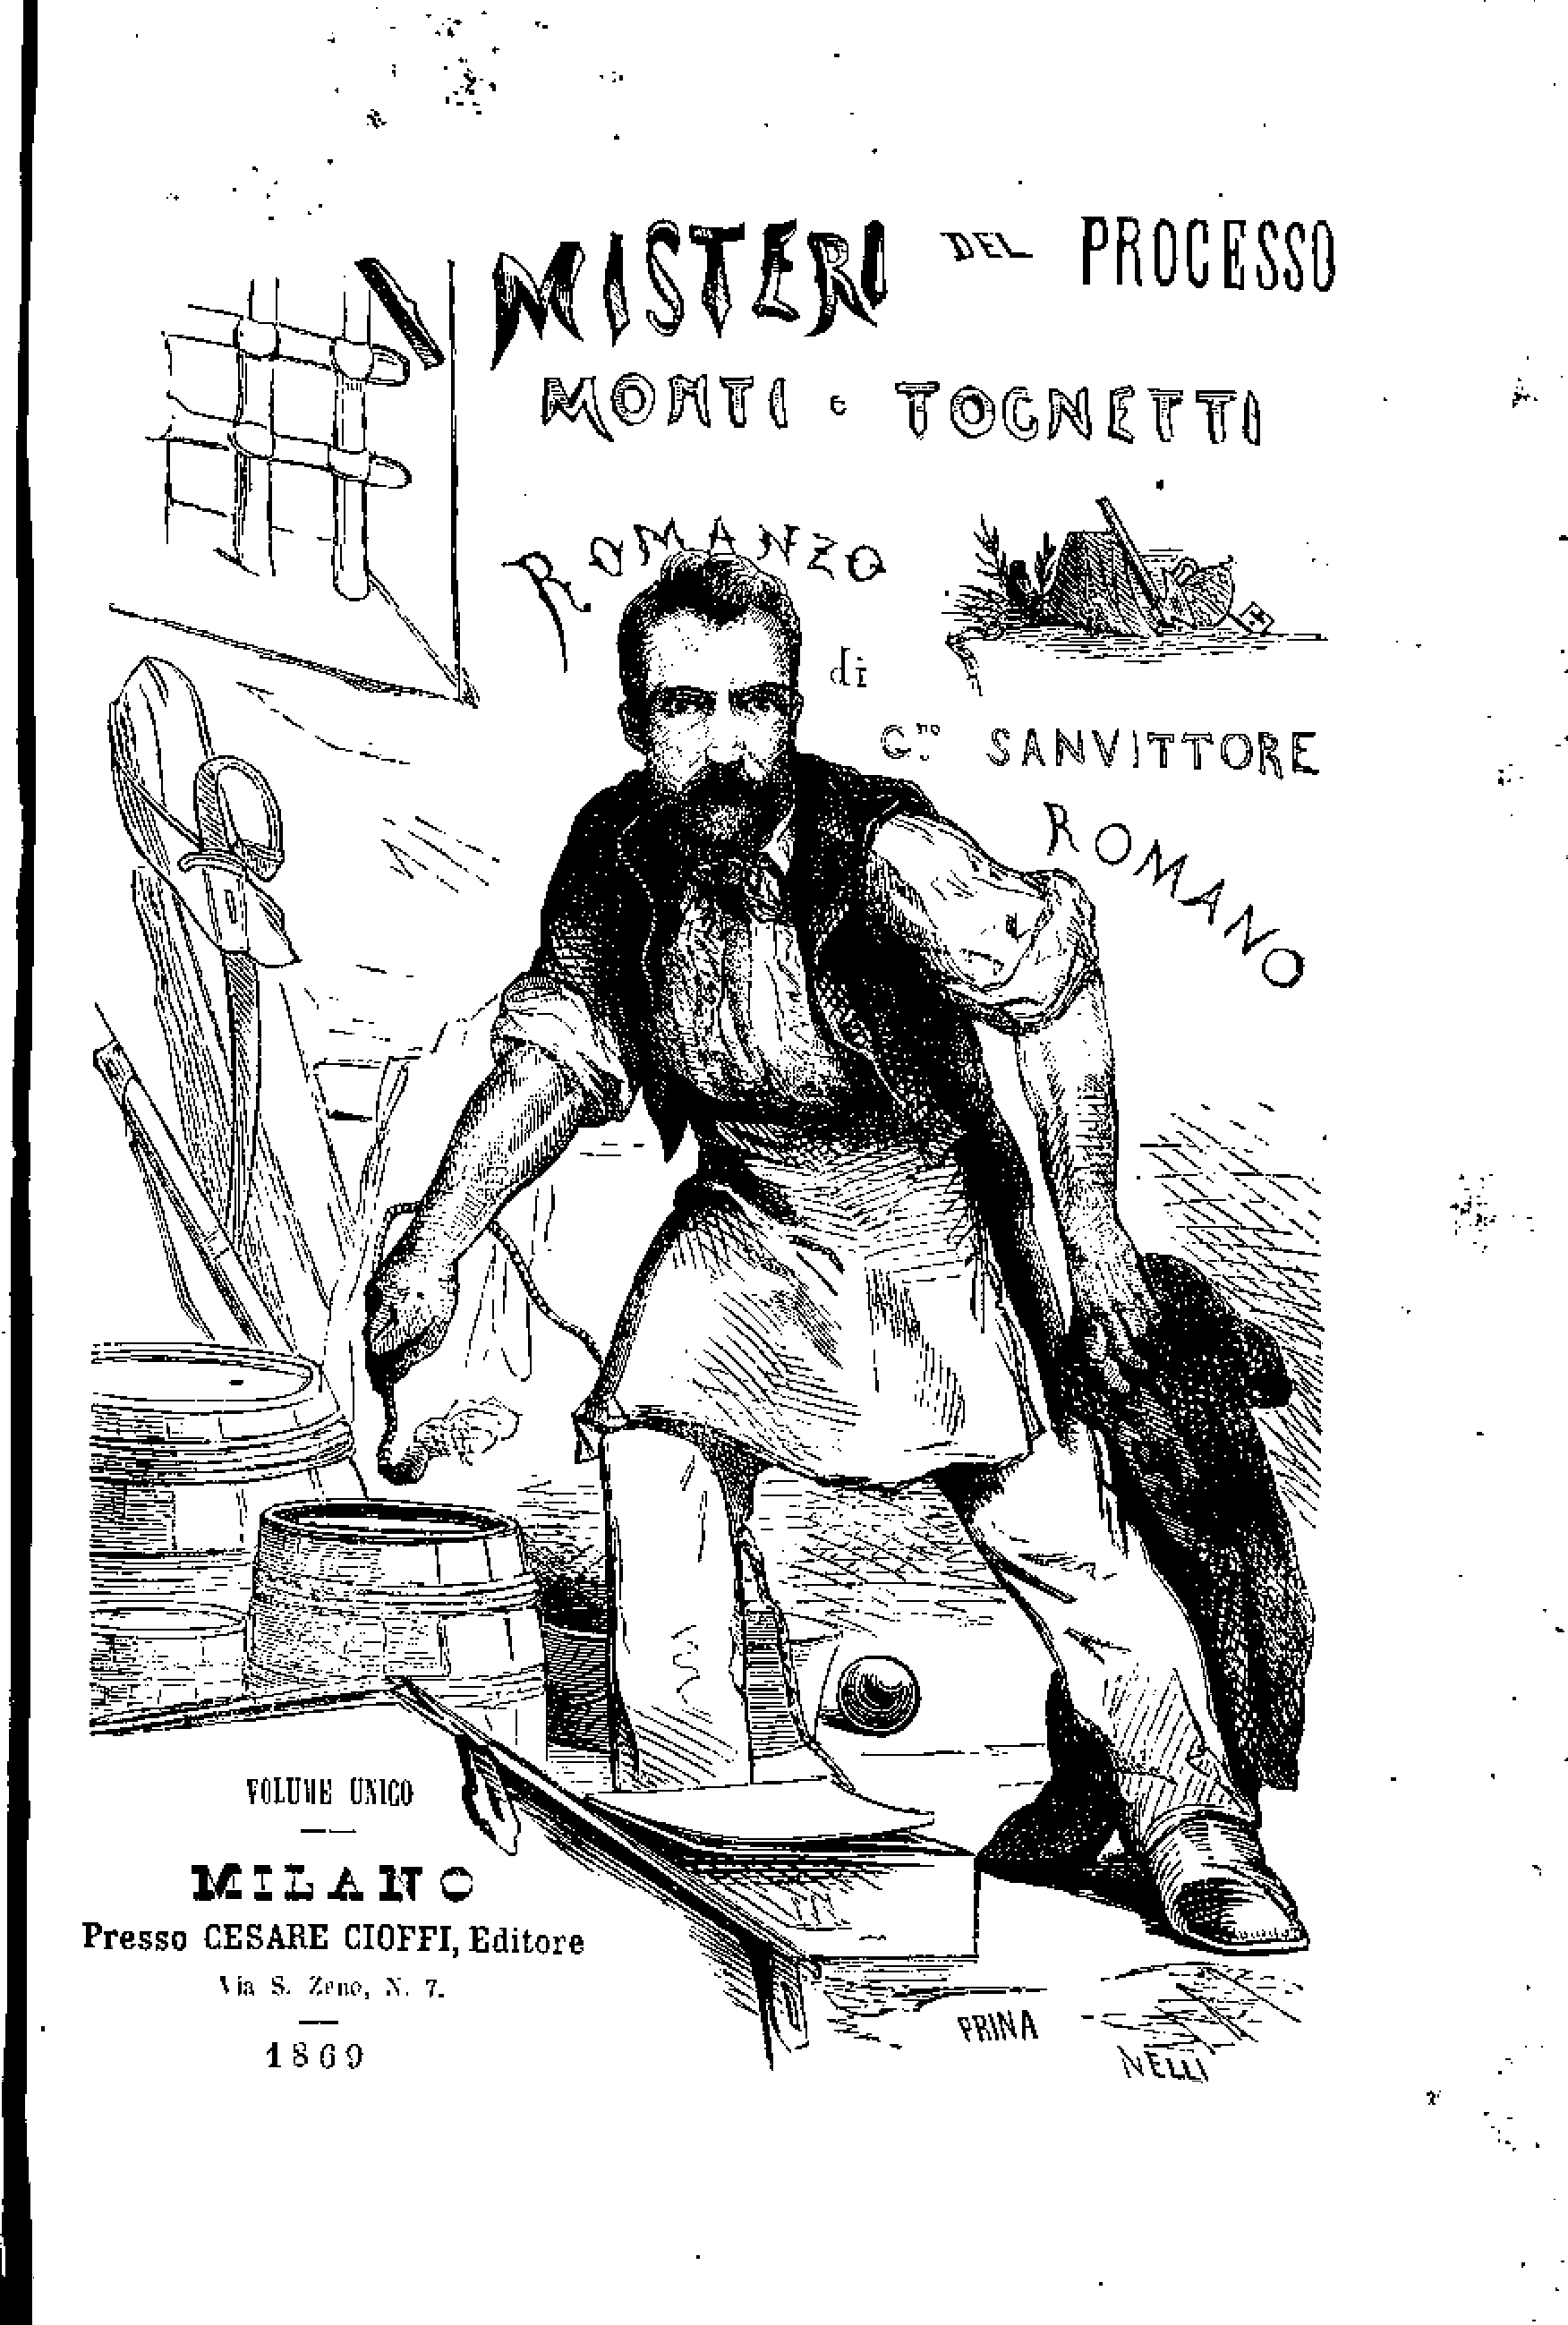 I MISTERI DEL PROCESSO
MONTI e TOGNETTI
ROMANZO
di
G.no SANVITTORE
ROMANO
VOLUME UNICO
MILANO
Presso CESARE CIOFFI, Editore
Via S. Zeno, N. 7.
1869
PRINA
NELLI